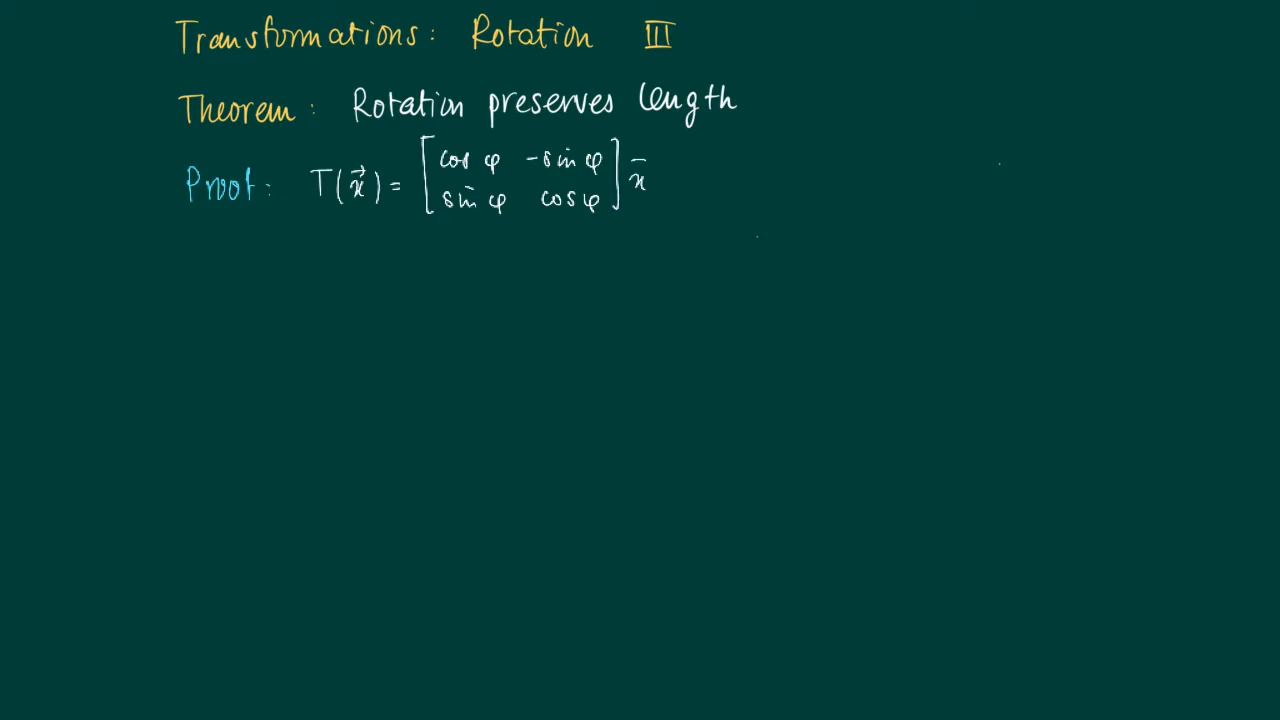 Transformations: Rotation III
Theorem: Rotation preserves length
Proof: T(x⃗) = [cos φ -sin φ; sin φ cos φ] x̄